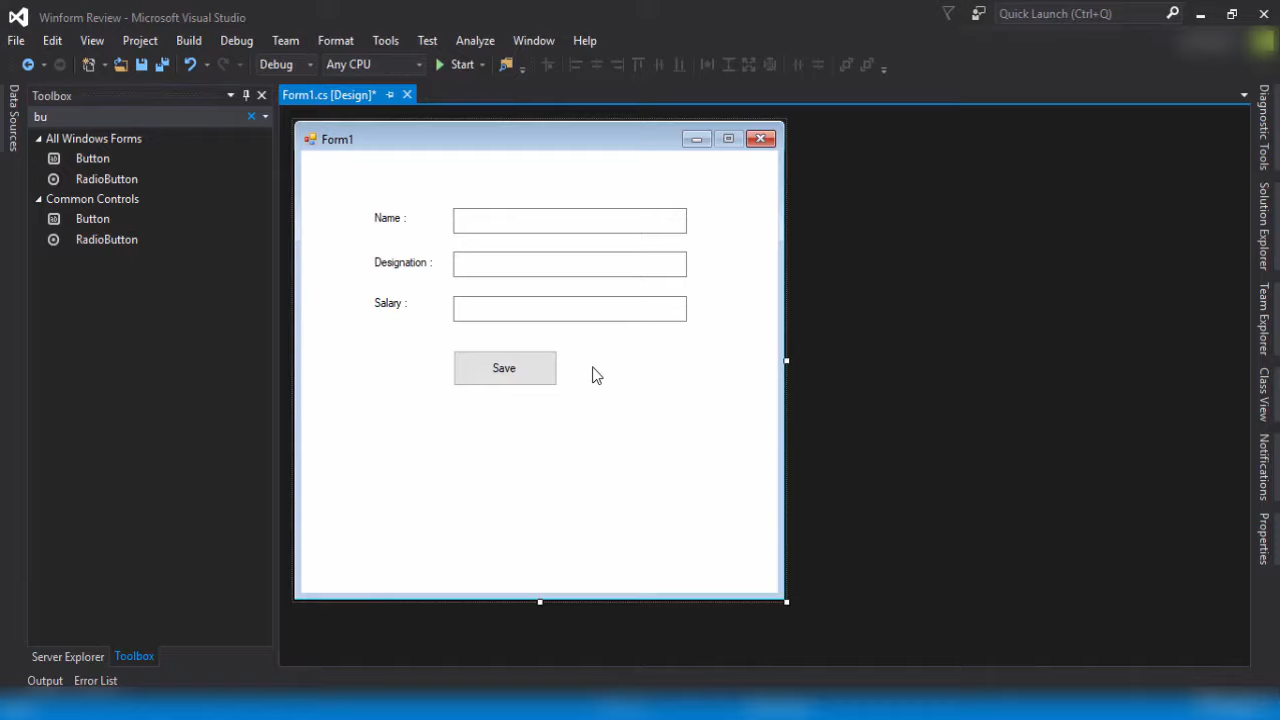 Winform Review - Microsoft Visual Studio
Quick Launch (Ctrl+Q)
File Edit View Project Build Debug Team Format Tools Test Analyze Window Help
Debug Any CPU Start
Data Sources
Toolbox
bu
All Windows Forms
Button
RadioButton
Common Controls
Button
RadioButton
Form1.cs [Design]*
Form1
Name :
Designation :
Salary :
Save
Diagnostic Tools
Solution Explorer
Team Explorer
Class View
Notifications
Properties
Server Explorer Toolbox
Output Error List